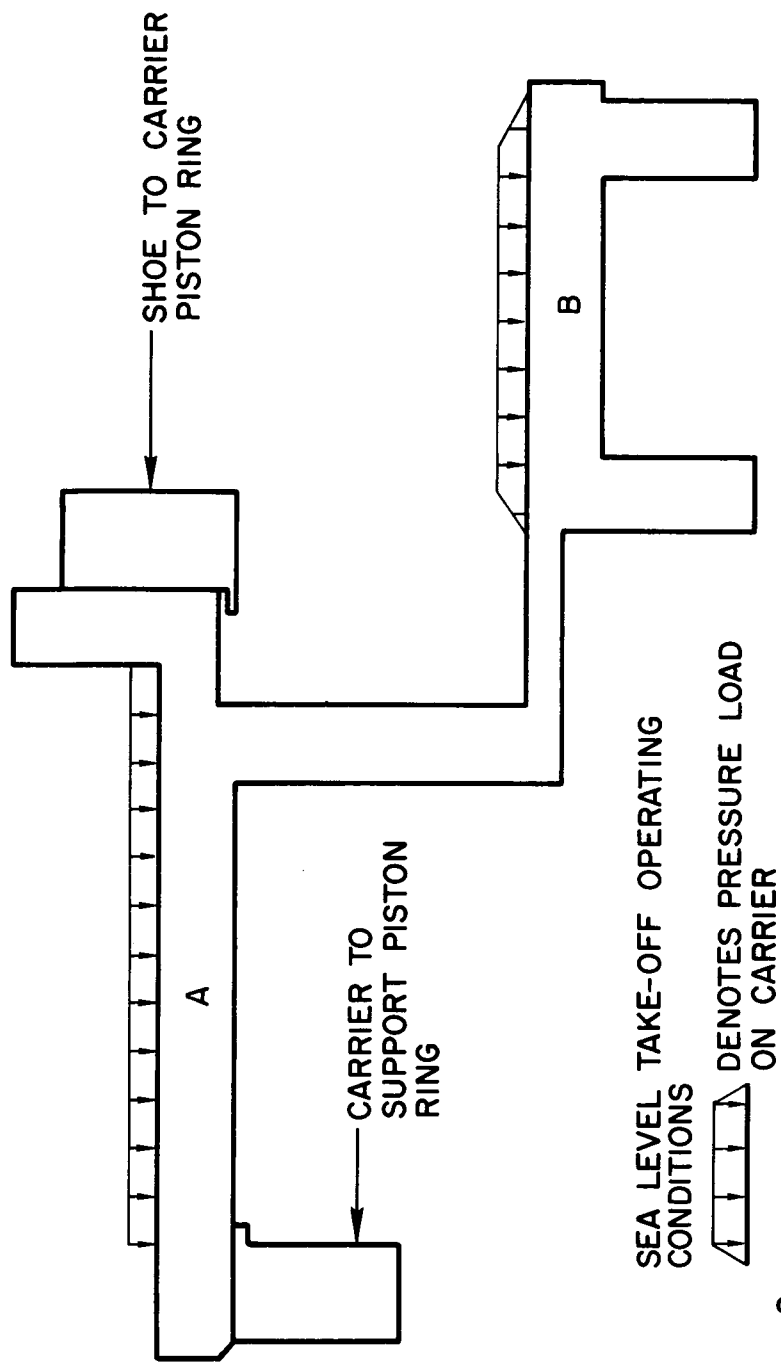 SHOE TO CARRIER
PISTON RING
A
B
CARRIER TO
SUPPORT PISTON
RING
SEA LEVEL TAKE-OFF OPERATING
CONDITIONS
DENOTES PRESSURE LOAD
ON CARRIER